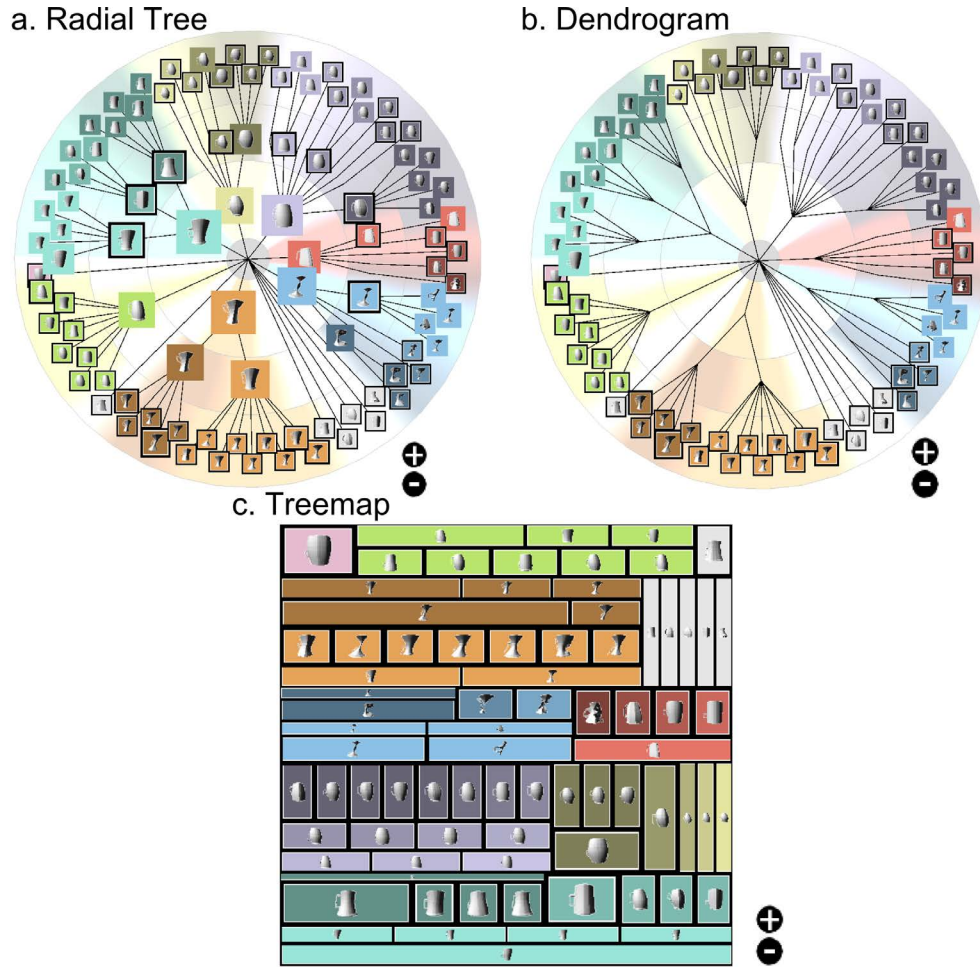 a. Radial Tree
b. Dendrogram
+
-
+
-
c. Treemap
+
-